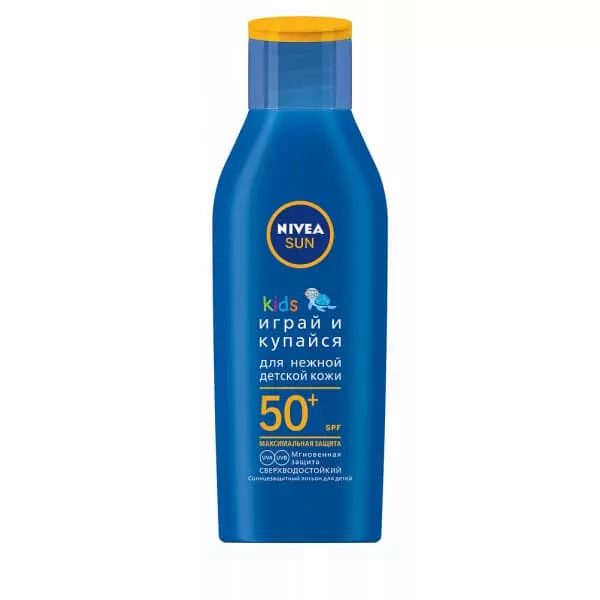 NIVEA
SUN
kids
играй и
купайся
для нежной
детской кожи
50+
SPF
МАКСИМАЛЬНАЯ ЗАЩИТА
UVA UVB Мгновенная
защита
СВЕРХВОДОСТОЙКИЙ
Солнцезащитный лосьон для детей